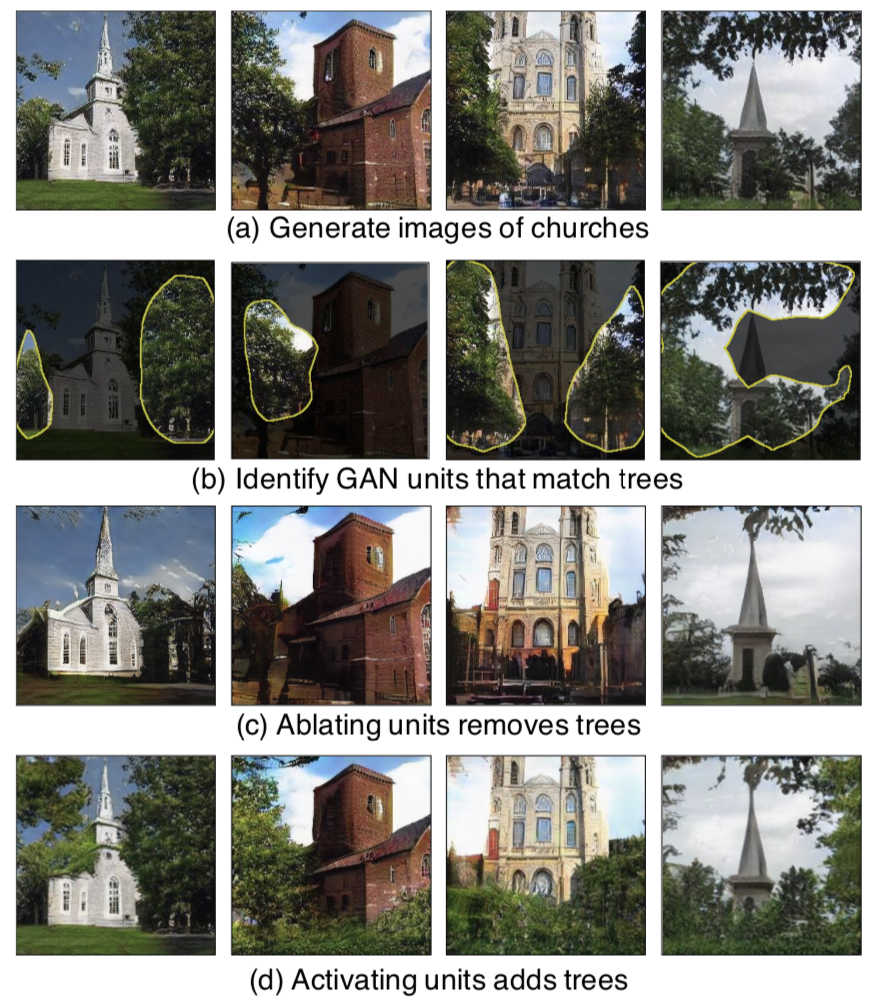 (a) Generate images of churches
(b) Identify GAN units that match trees
(c) Ablating units removes trees
(d) Activating units adds trees